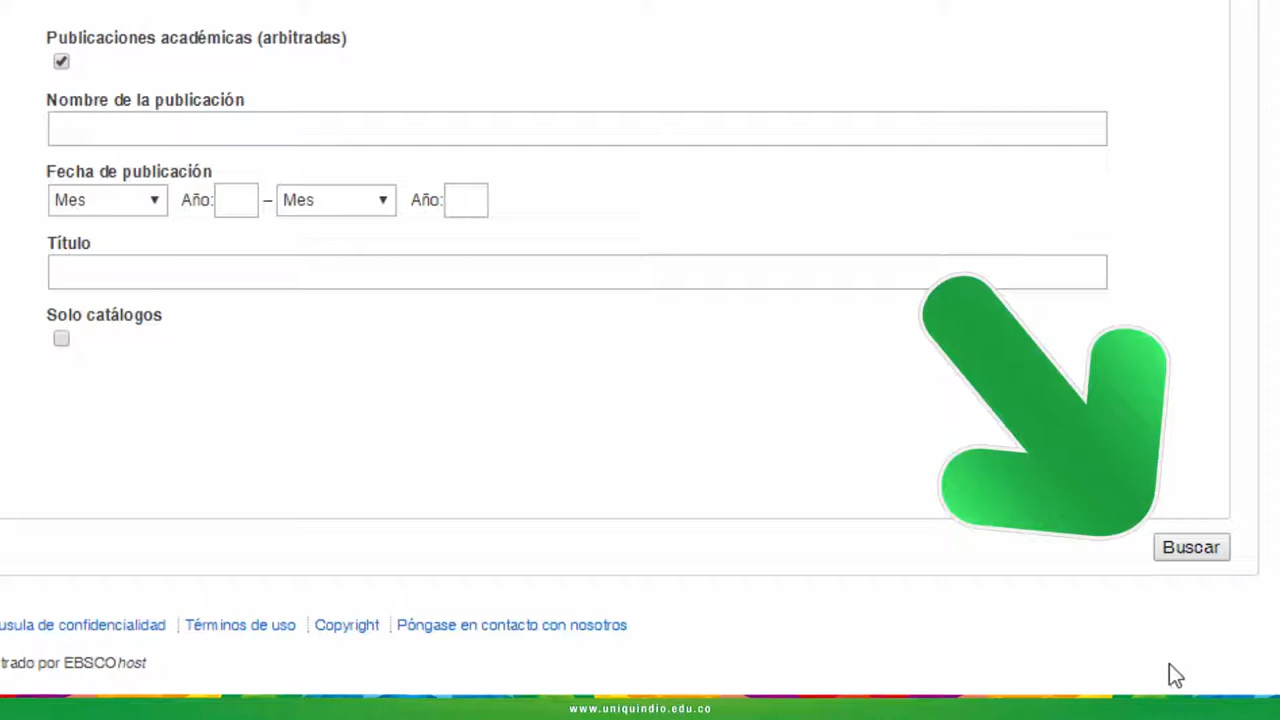 Publicaciones académicas (arbitradas)
Nombre de la publicación
Fecha de publicación
Mes Año: – Mes Año:
Título
Solo catálogos
Buscar
usula de confidencialidad Términos de uso Copyright Póngase en contacto con nosotros
trado por EBSCOhost
www.uniquindio.edu.co